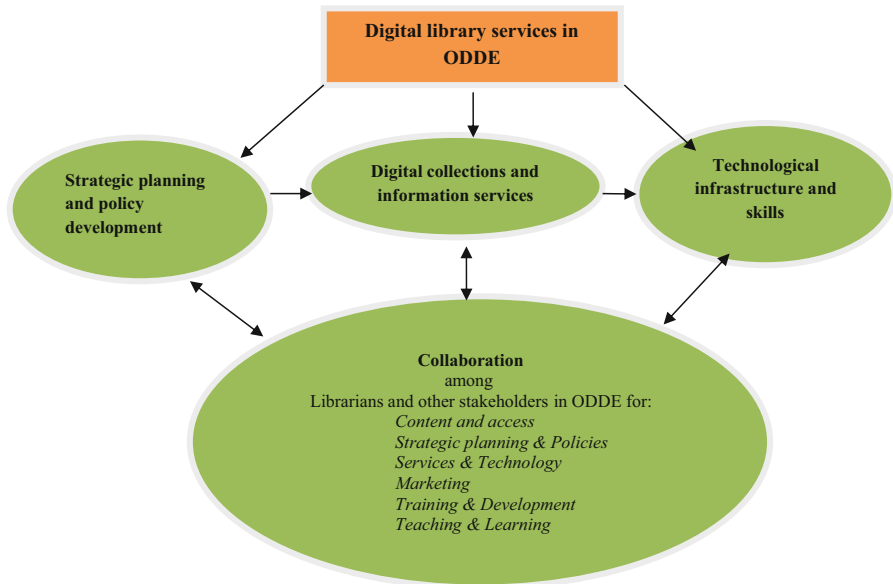 Digital library services in
ODDE
Strategic planning
and policy
development
Digital collections and
information services
Technological
infrastructure and
skills
Collaboration
among
Librarians and other stakeholders in ODDE for:
Content and access
Strategic planning & Policies
Services & Technology
Marketing
Training & Development
Teaching & Learning